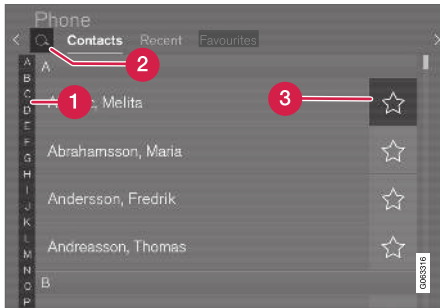 Phone
Contacts Recent Favourites
A
B
C
D
E
F
G
H
I
J
K
L
M
N
O
P
A
Melita
Abrahamsson, Maria
Andersson, Fredrik
Andreasson, Thomas
B
1
2
3
G063316